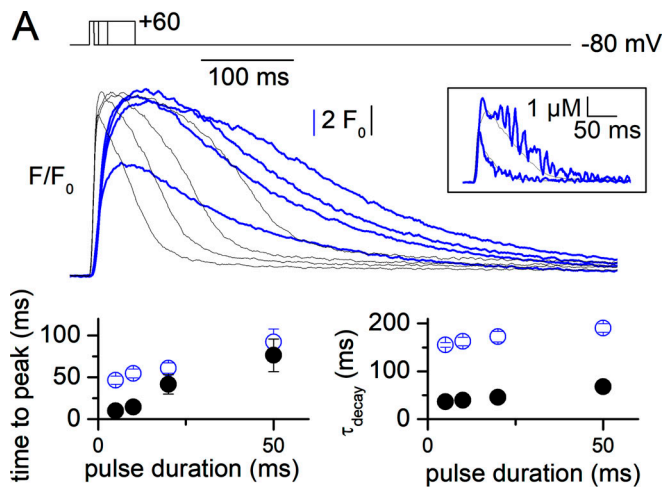 A
+60
-80 mV
100 ms
2 F₀
1 µM
50 ms
F/F₀
time to peak (ms)
100
50
0
0
50
pulse duration (ms)
τdecay (ms)
200
100
0
0
50
pulse duration (ms)